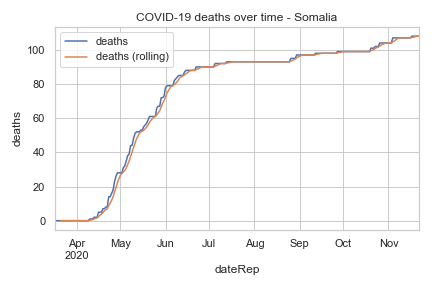 COVID-19 deaths over time - Somalia
deaths
deaths (rolling)
deaths
100
80
60
40
20
0
Apr May Jun Jul Aug Sep Oct Nov
2020
dateRep